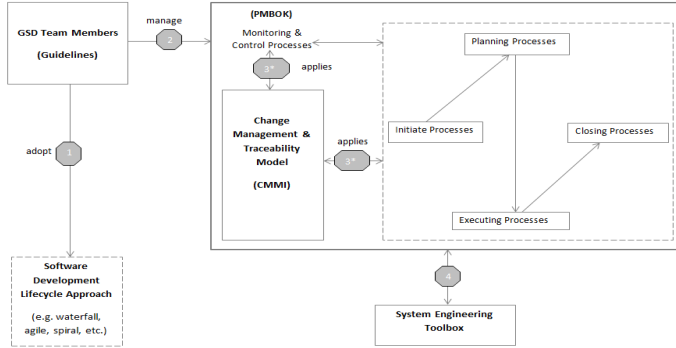 GSD Team Members
(Guidelines)
manage
2
(PMBOK)
Monitoring &
Control Processes
3*
applies
Planning Processes
Initiate Processes
Closing Processes
Executing Processes
Change
Management &
Traceability
Model
(CMMI)
applies
3*
adopt
1
4
Software
Development
Lifecycle Approach
(e.g. waterfall,
agile, spiral, etc.)
System Engineering
Toolbox